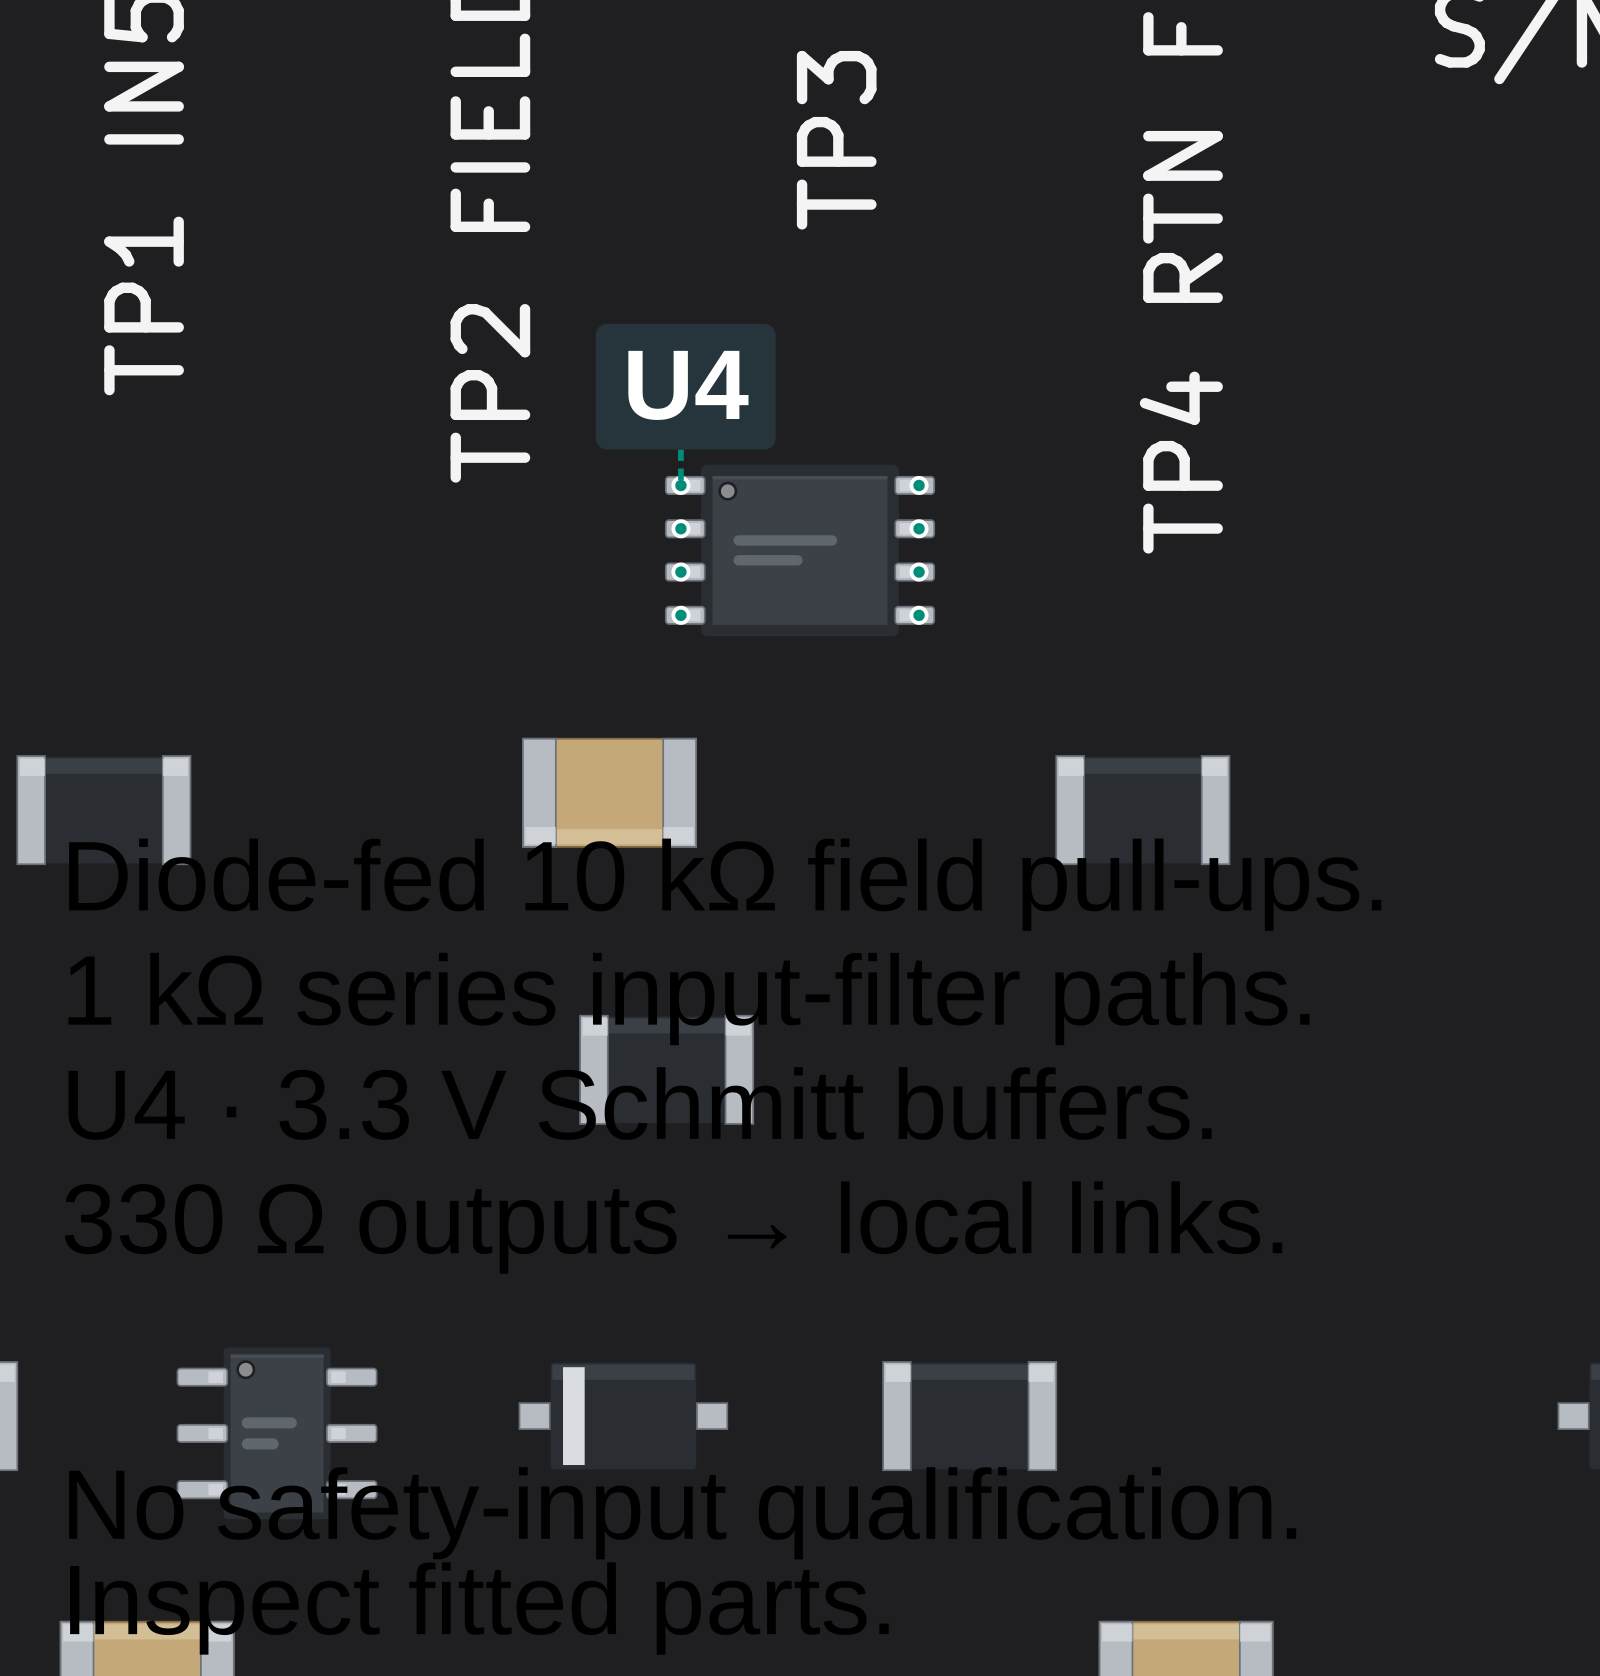 TP1 IN5
TP2 FIELD
TP3
TP4 RTN F
S/N
U4
Diode-fed 10 kΩ field pull-ups.
1 kΩ series input-filter paths.
U4 · 3.3 V Schmitt buffers.
330 Ω outputs → local links.
No safety-input qualification.
Inspect fitted parts.